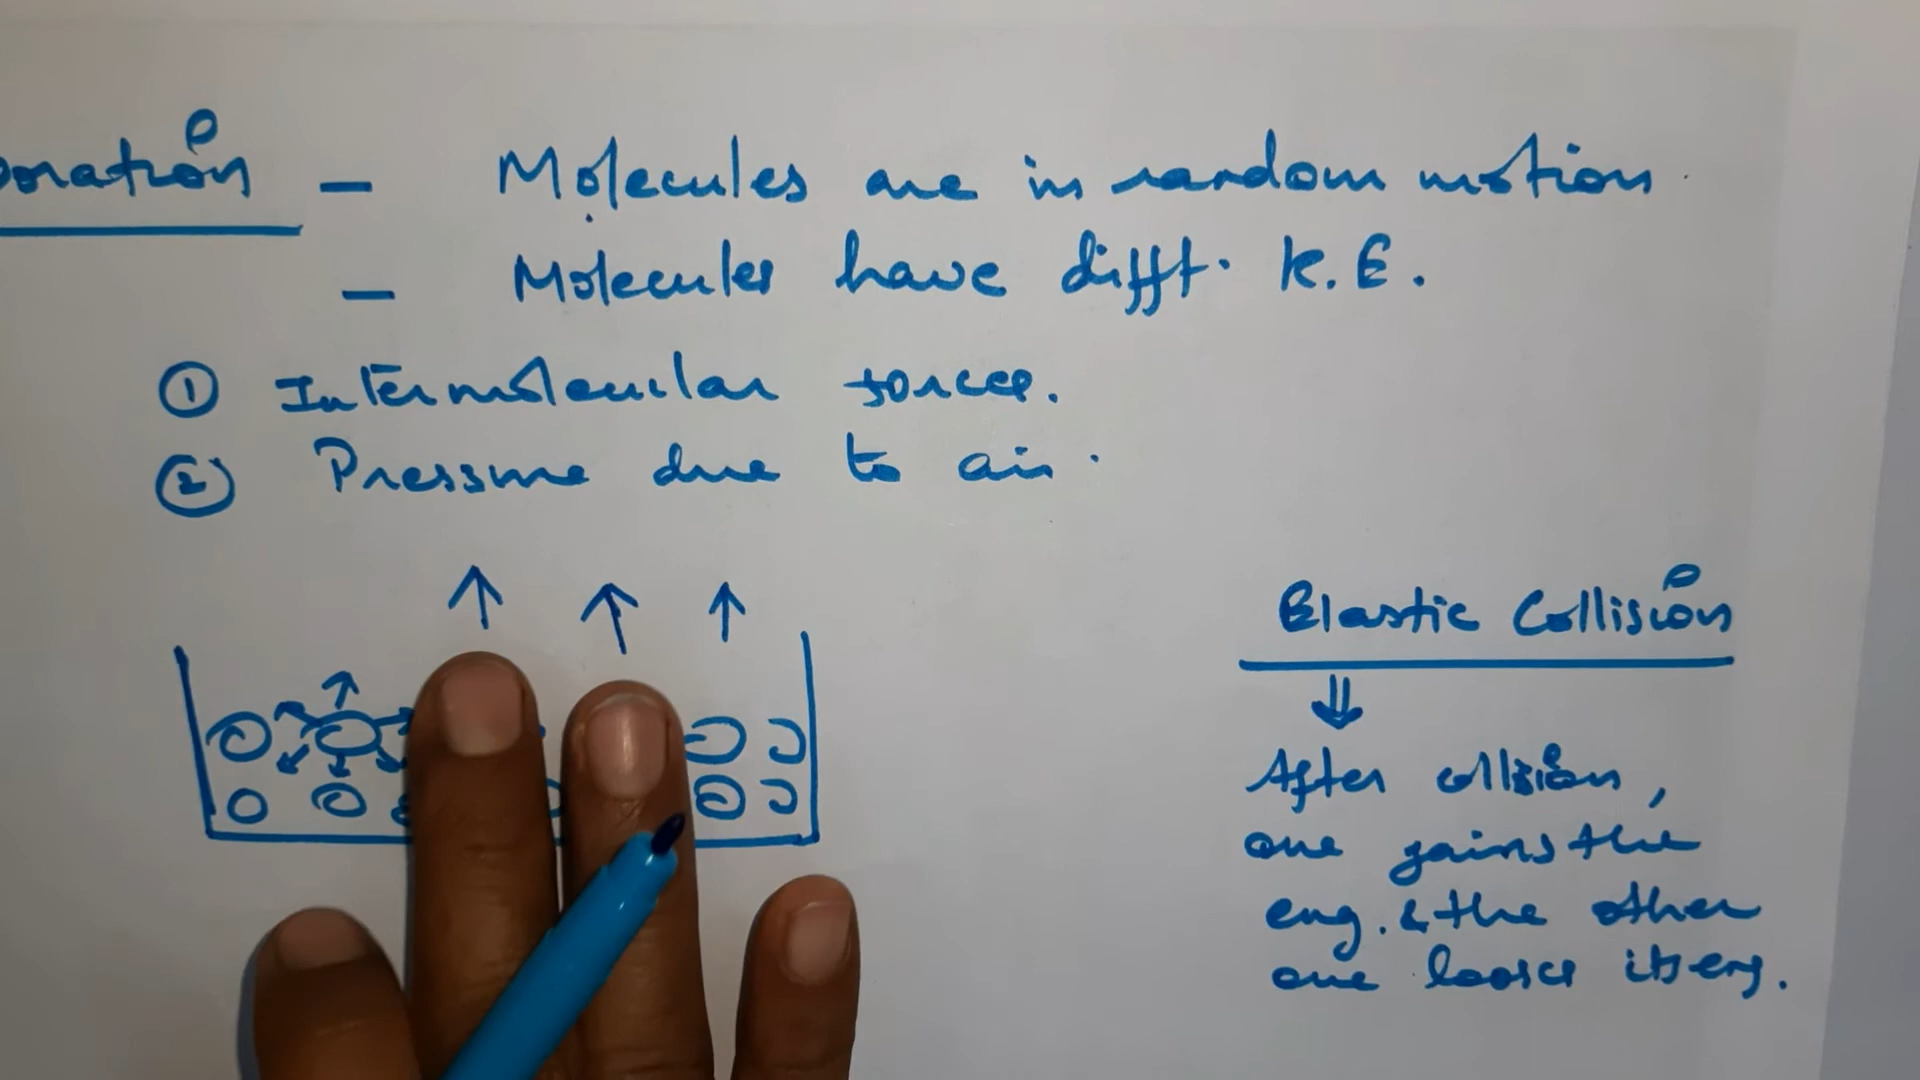 oration - Molecules are in random motion
- Molecules have difft. K.E.
① Intermolecular forces.
② Pressure due to air.
Elastic Collision
⇓
After collision,
one gains the
eng. & the other
one looses its eng.